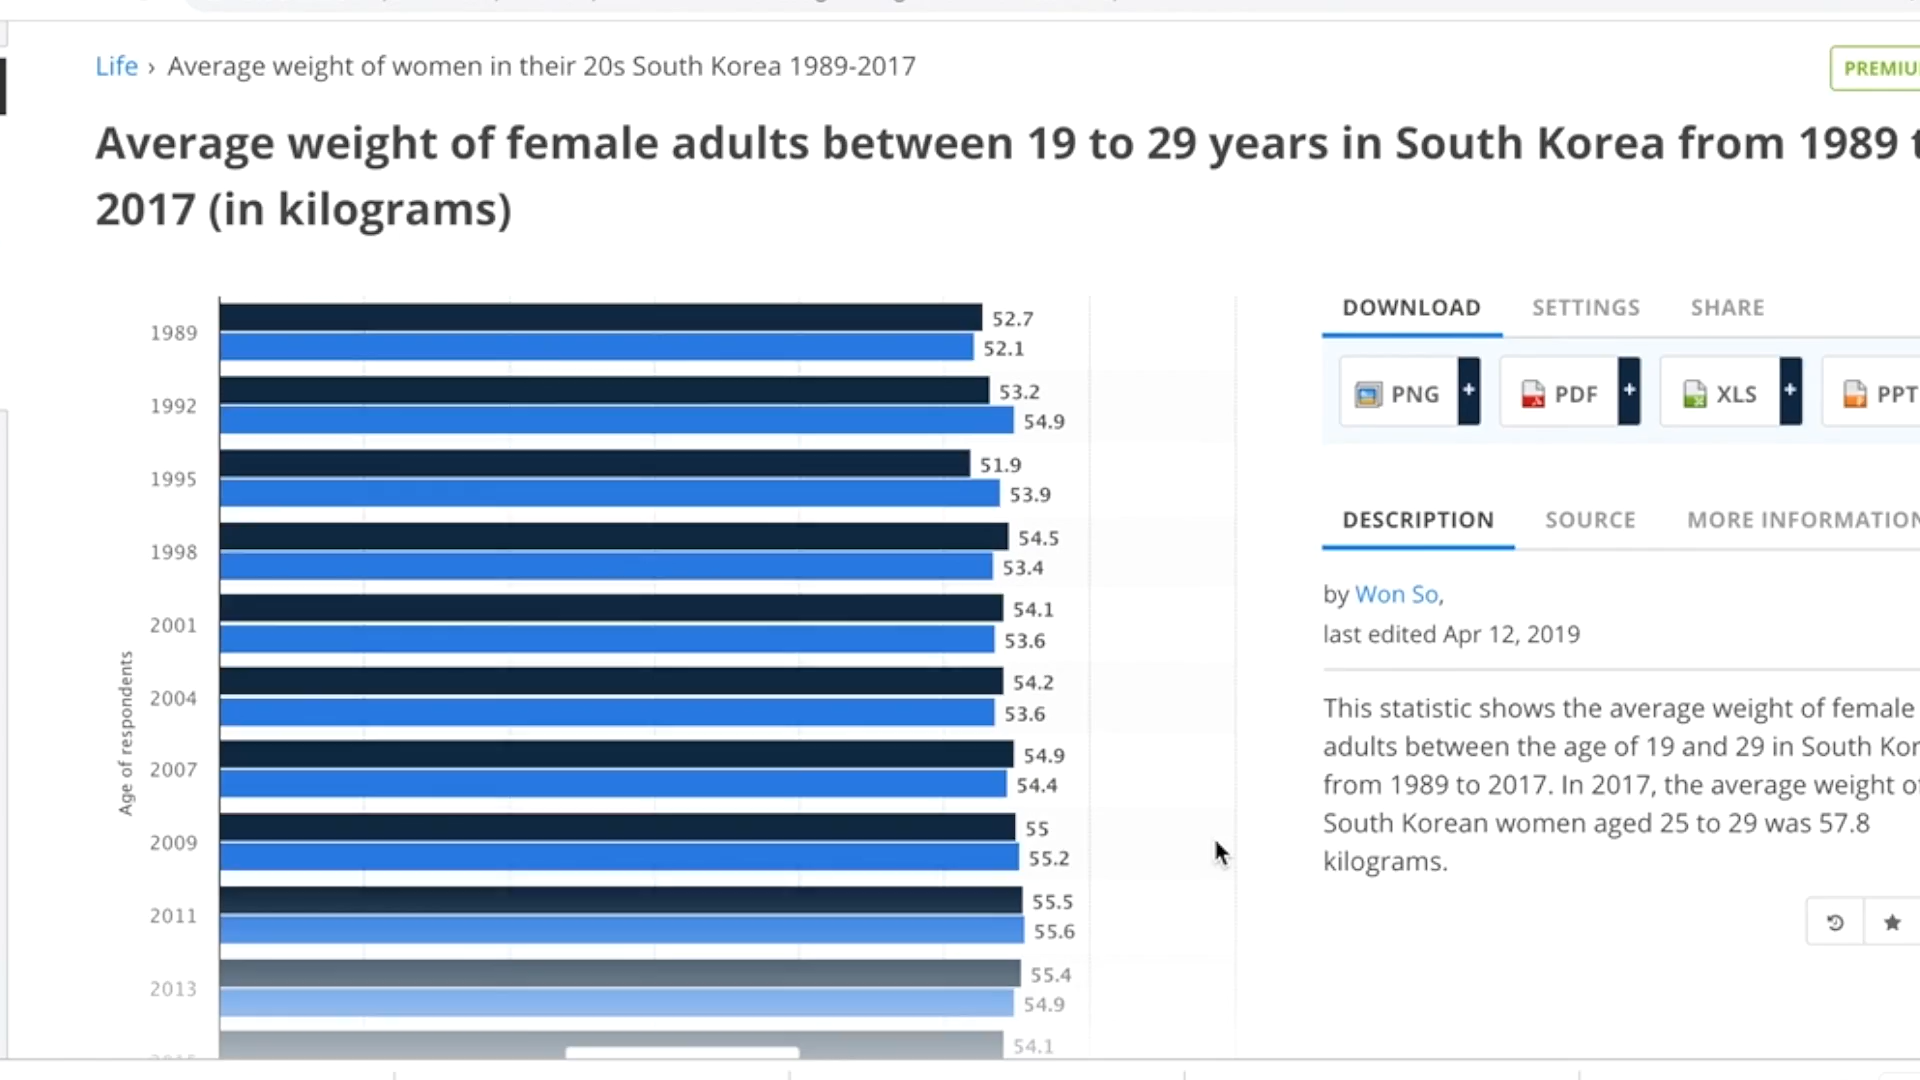 Life › Average weight of women in their 20s South Korea 1989-2017
PREMIU
Average weight of female adults between 19 to 29 years in South Korea from 1989 t
2017 (in kilograms)
Age of respondents
1989
52.7
52.1
1992
53.2
54.9
1995
51.9
53.9
1998
54.5
53.4
2001
54.1
53.6
2004
54.2
53.6
2007
54.9
54.4
2009
55
55.2
2011
55.5
55.6
2013
55.4
54.9
54.1
DOWNLOAD SETTINGS SHARE
PNG + PDF + XLS + PPT
DESCRIPTION SOURCE MORE INFORMATION
by Won So,
last edited Apr 12, 2019
This statistic shows the average weight of female
adults between the age of 19 and 29 in South Kor
from 1989 to 2017. In 2017, the average weight of
South Korean women aged 25 to 29 was 57.8
kilograms.